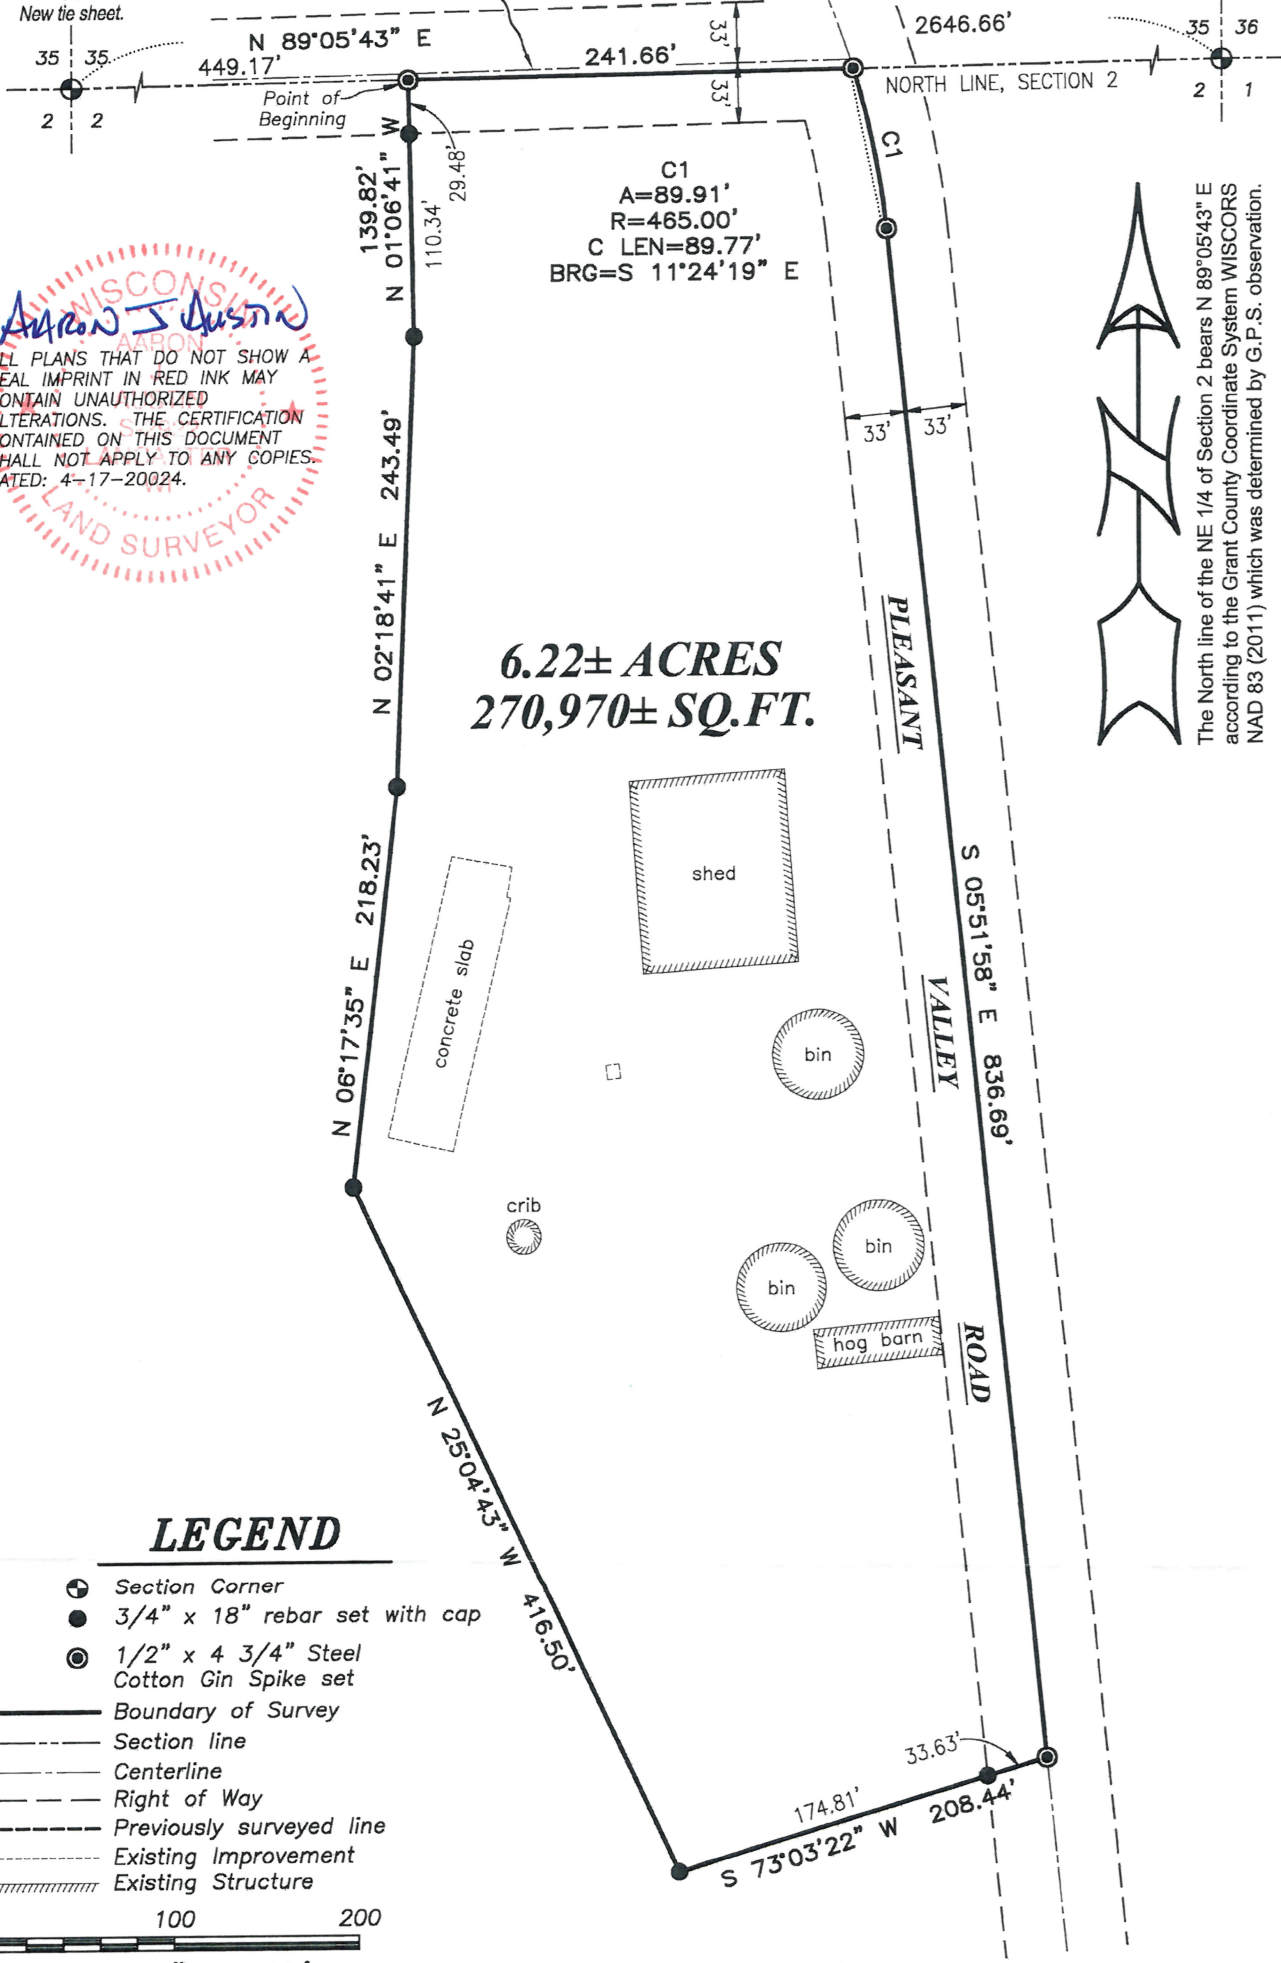 New tie sheet.
35 35
2 2
449.17'
N 89°05'43" E
241.66'
33'
33'
2646.66'
35 36
2 1
NORTH LINE, SECTION 2
Point of
Beginning
139.82'
N 01°06'41" W
29.48'
110.34'
C1
C1
A=89.91'
R=465.00'
C LEN=89.77'
BRG=S 11°24'19" E
WISCONSIN
AARON J AUSTIN
AARON
J
LAND SURVEYOR
LL PLANS THAT DO NOT SHOW A
EAL IMPRINT IN RED INK MAY
ONTAIN UNAUTHORIZED
LTERATIONS. THE CERTIFICATION
ONTAINED ON THIS DOCUMENT
HALL NOT APPLY TO ANY COPIES.
ATED: 4-17-20024.
WI
The North line of the NE 1/4 of Section 2 bears N 89°05'43" E
according to the Grant County Coordinate System WISCORS
NAD 83 (2011) which was determined by G.P.S. observation.
33' 33'
N 02°18'41" E 243.49'
6.22± ACRES
270,970± SQ.FT.
PLEASANT
VALLEY
ROAD
S 05°51'58" E 836.69'
shed
N 06°17'35" E 218.23'
concrete slab
bin
crib
bin
bin
hog barn
N 25°04'43" W 416.50'
33.63'
174.81'
S 73°03'22" W 208.44'
LEGEND
Section Corner
3/4" x 18" rebar set with cap
1/2" x 4 3/4" Steel
Cotton Gin Spike set
Boundary of Survey
Section line
Centerline
Right of Way
Previously surveyed line
Existing Improvement
Existing Structure
100 200